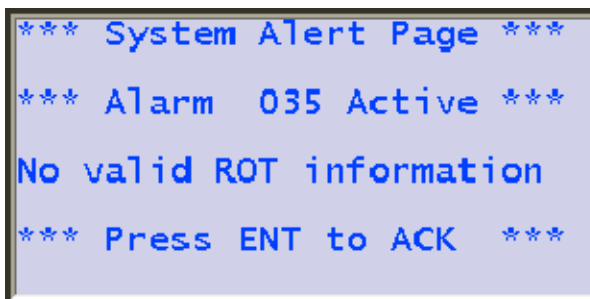 *** System Alert Page ***
*** Alarm  035 Active ***
No valid ROT information
*** Press ENT to ACK  ***